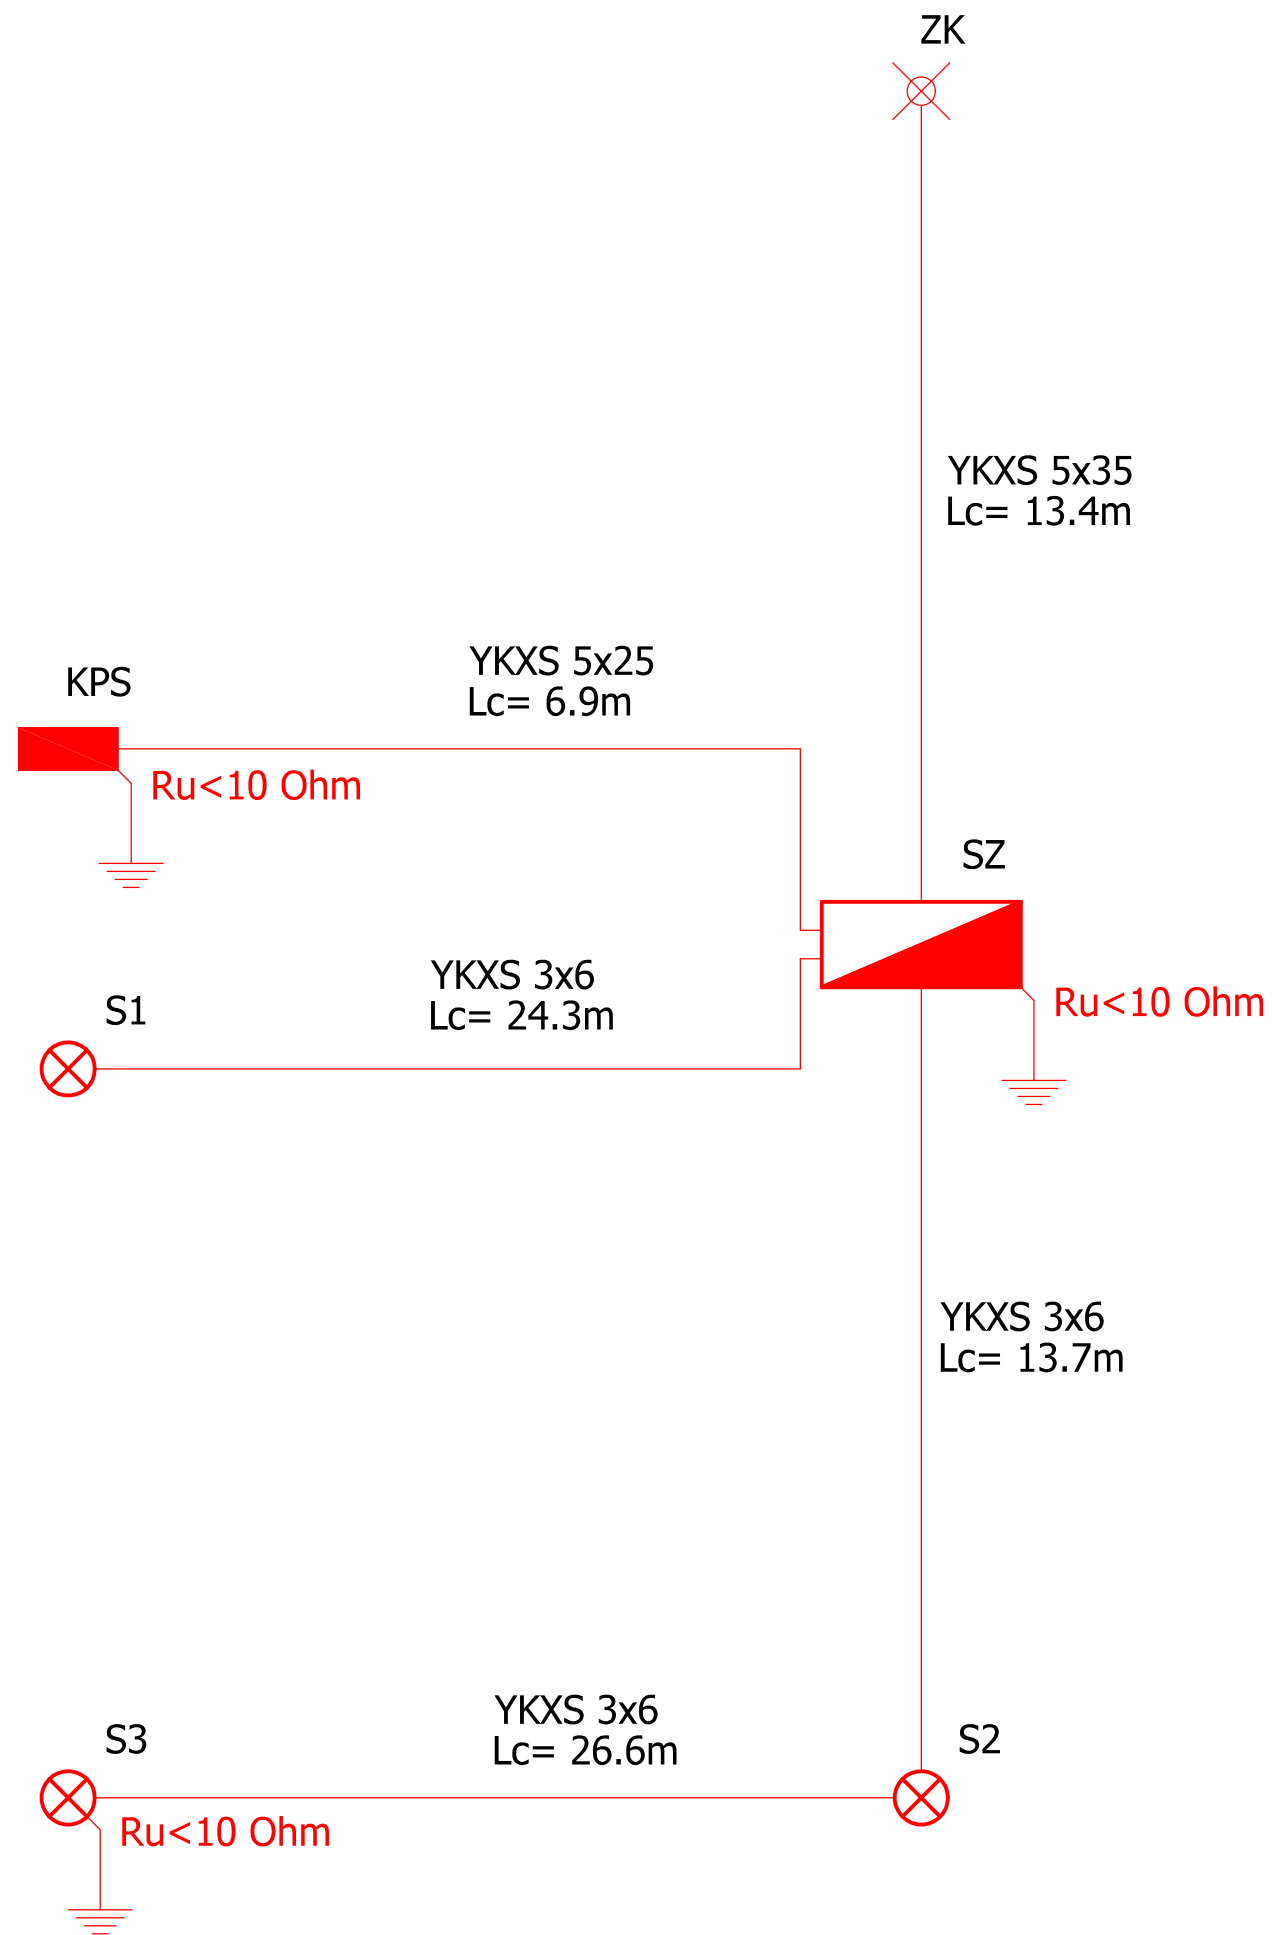 ZK
YKXS 5x35
Lc= 13.4m
YKXS 5x25
Lc= 6.9m
KPS
Ru<10 Ohm
SZ
YKXS 3x6
Lc= 24.3m
S1
Ru<10 Ohm
YKXS 3x6
Lc= 13.7m
YKXS 3x6
Lc= 26.6m
S3
S2
Ru<10 Ohm